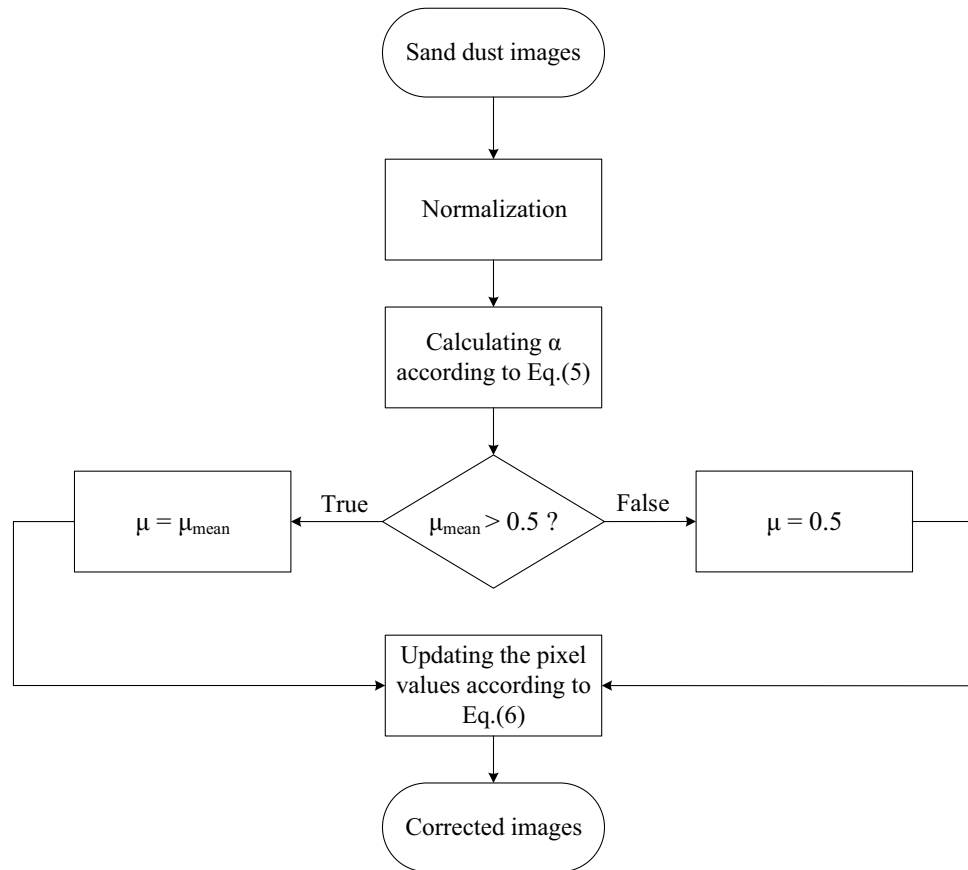 Sand dust images
Normalization
Calculating α
according to Eq.(5)
True
False
μ = μmean
μmean > 0.5 ?
μ = 0.5
Updating the pixel
values according to
Eq.(6)
Corrected images